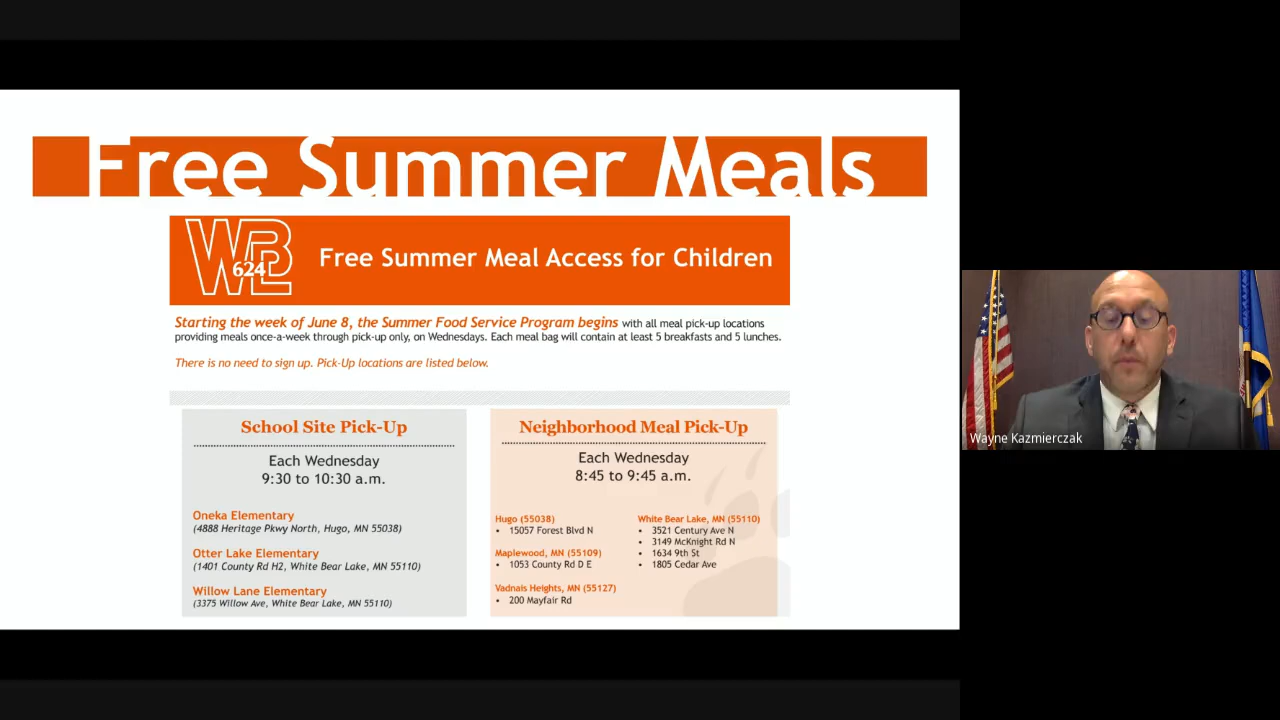 Free Summer Meals
WBL
624
Free Summer Meal Access for Children
Starting the week of June 8, the Summer Food Service Program begins with all meal pick-up locations
providing meals once-a-week through pick-up only, on Wednesdays. Each meal bag will contain at least 5 breakfasts and 5 lunches.
There is no need to sign up. Pick-Up locations are listed below.
School Site Pick-Up
Each Wednesday
9:30 to 10:30 a.m.
Oneka Elementary
(4888 Heritage Pkwy North, Hugo, MN 55038)
Otter Lake Elementary
(1401 County Rd H2, White Bear Lake, MN 55110)
Willow Lane Elementary
(3375 Willow Ave, White Bear Lake, MN 55110)
Neighborhood Meal Pick-Up
Each Wednesday
8:45 to 9:45 a.m.
Hugo (55038)
• 15057 Forest Blvd N
Maplewood, MN (55109)
• 1053 County Rd D E
Vadnais Heights, MN (55127)
• 200 Mayfair Rd
White Bear Lake, MN (55110)
• 3521 Century Ave N
• 3149 McKnight Rd N
• 1634 9th St
• 1805 Cedar Ave
Wayne Kazmierczak